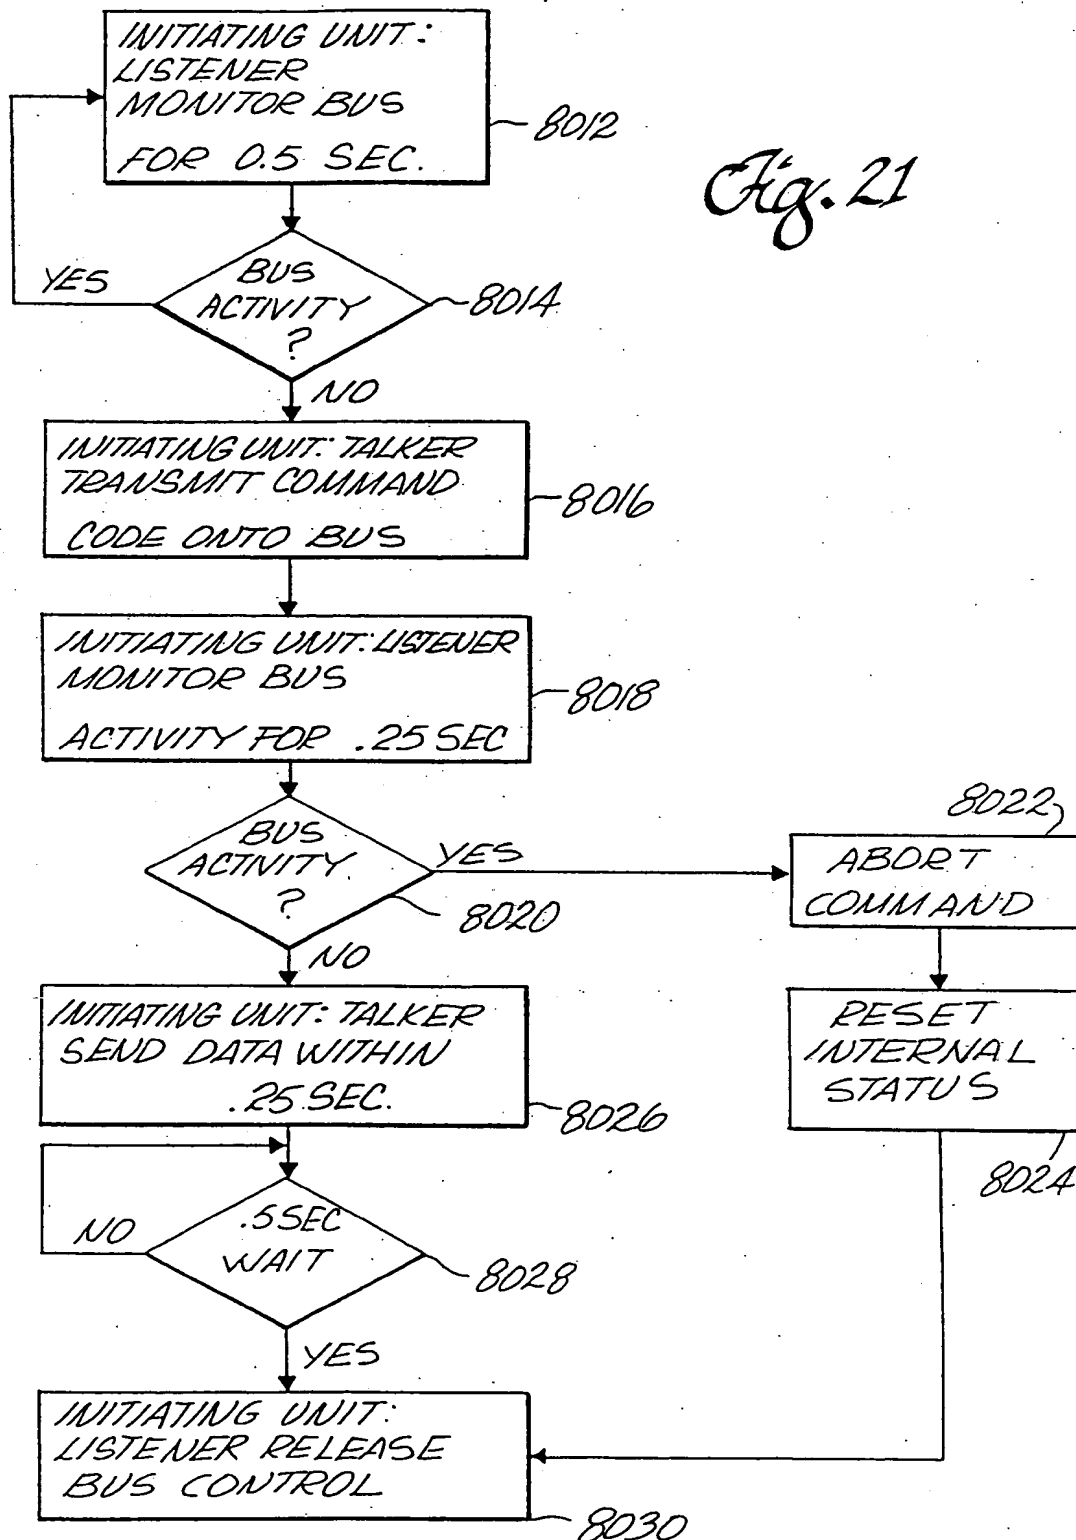 INITIATING UNIT:
LISTENER
MONITOR BUS
FOR 0.5 SEC.
8012
Fig. 21
BUS
ACTIVITY
?
YES
8014
NO
INITIATING UNIT: TALKER
TRANSMIT COMMAND
CODE ONTO BUS
8016
INITIATING UNIT: LISTENER
MONITOR BUS
ACTIVITY FOR .25 SEC
8018
BUS
ACTIVITY
?
YES
8020
NO
8022
ABORT
COMMAND
RESET
INTERNAL
STATUS
8024
INITIATING UNIT: TALKER
SEND DATA WITHIN
.25 SEC.
8026
.5 SEC
WAIT
NO
8028
YES
INITIATING UNIT:
LISTENER RELEASE
BUS CONTROL
8030